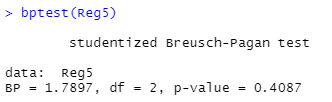 > bptest(Reg5)
studentized Breusch-Pagan test
data:  Reg5
BP = 1.7897, df = 2, p-value = 0.4087